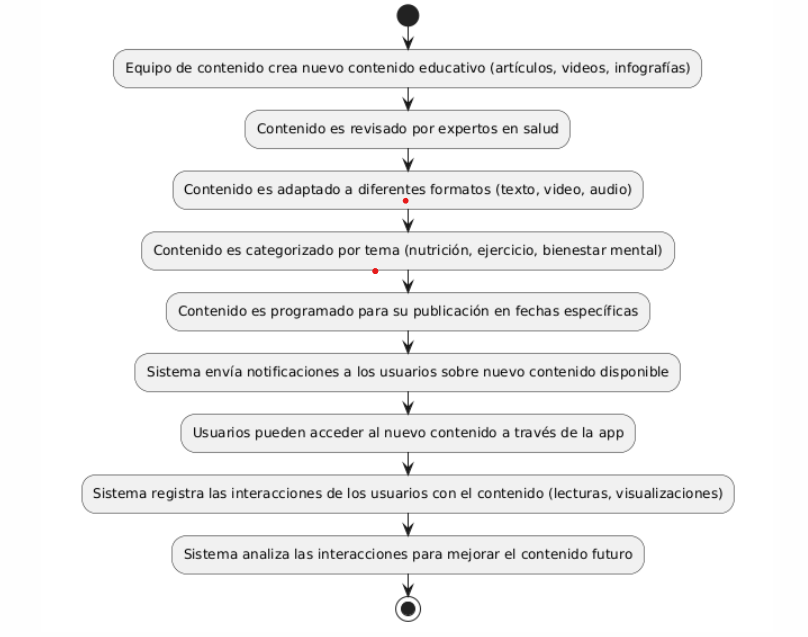 Equipo de contenido crea nuevo contenido educativo (artículos, videos, infografías)
Contenido es revisado por expertos en salud
Contenido es adaptado a diferentes formatos (texto, video, audio)
Contenido es categorizado por tema (nutrición, ejercicio, bienestar mental)
Contenido es programado para su publicación en fechas específicas
Sistema envía notificaciones a los usuarios sobre nuevo contenido disponible
Usuarios pueden acceder al nuevo contenido a través de la app
Sistema registra las interacciones de los usuarios con el contenido (lecturas, visualizaciones)
Sistema analiza las interacciones para mejorar el contenido futuro